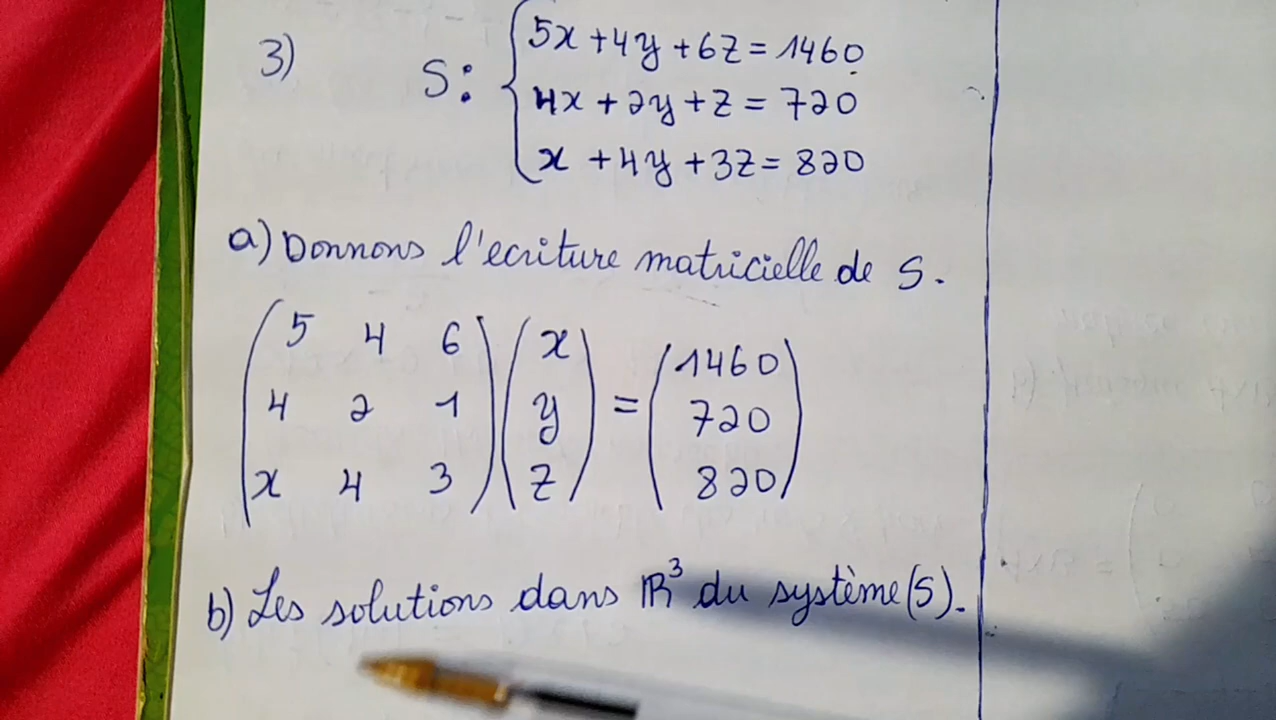 3) S: { 5x + 4y + 6z = 1460
4x + 2y + z = 720
x + 4y + 3z = 820
a) Donnons l'ecriture matricielle de S.
(5 4 6) (x) = (1460)
(4 2 1) (y) (720)
(x 4 3) (z) (820)
b) Les solutions dans ℝ³ du système (S).